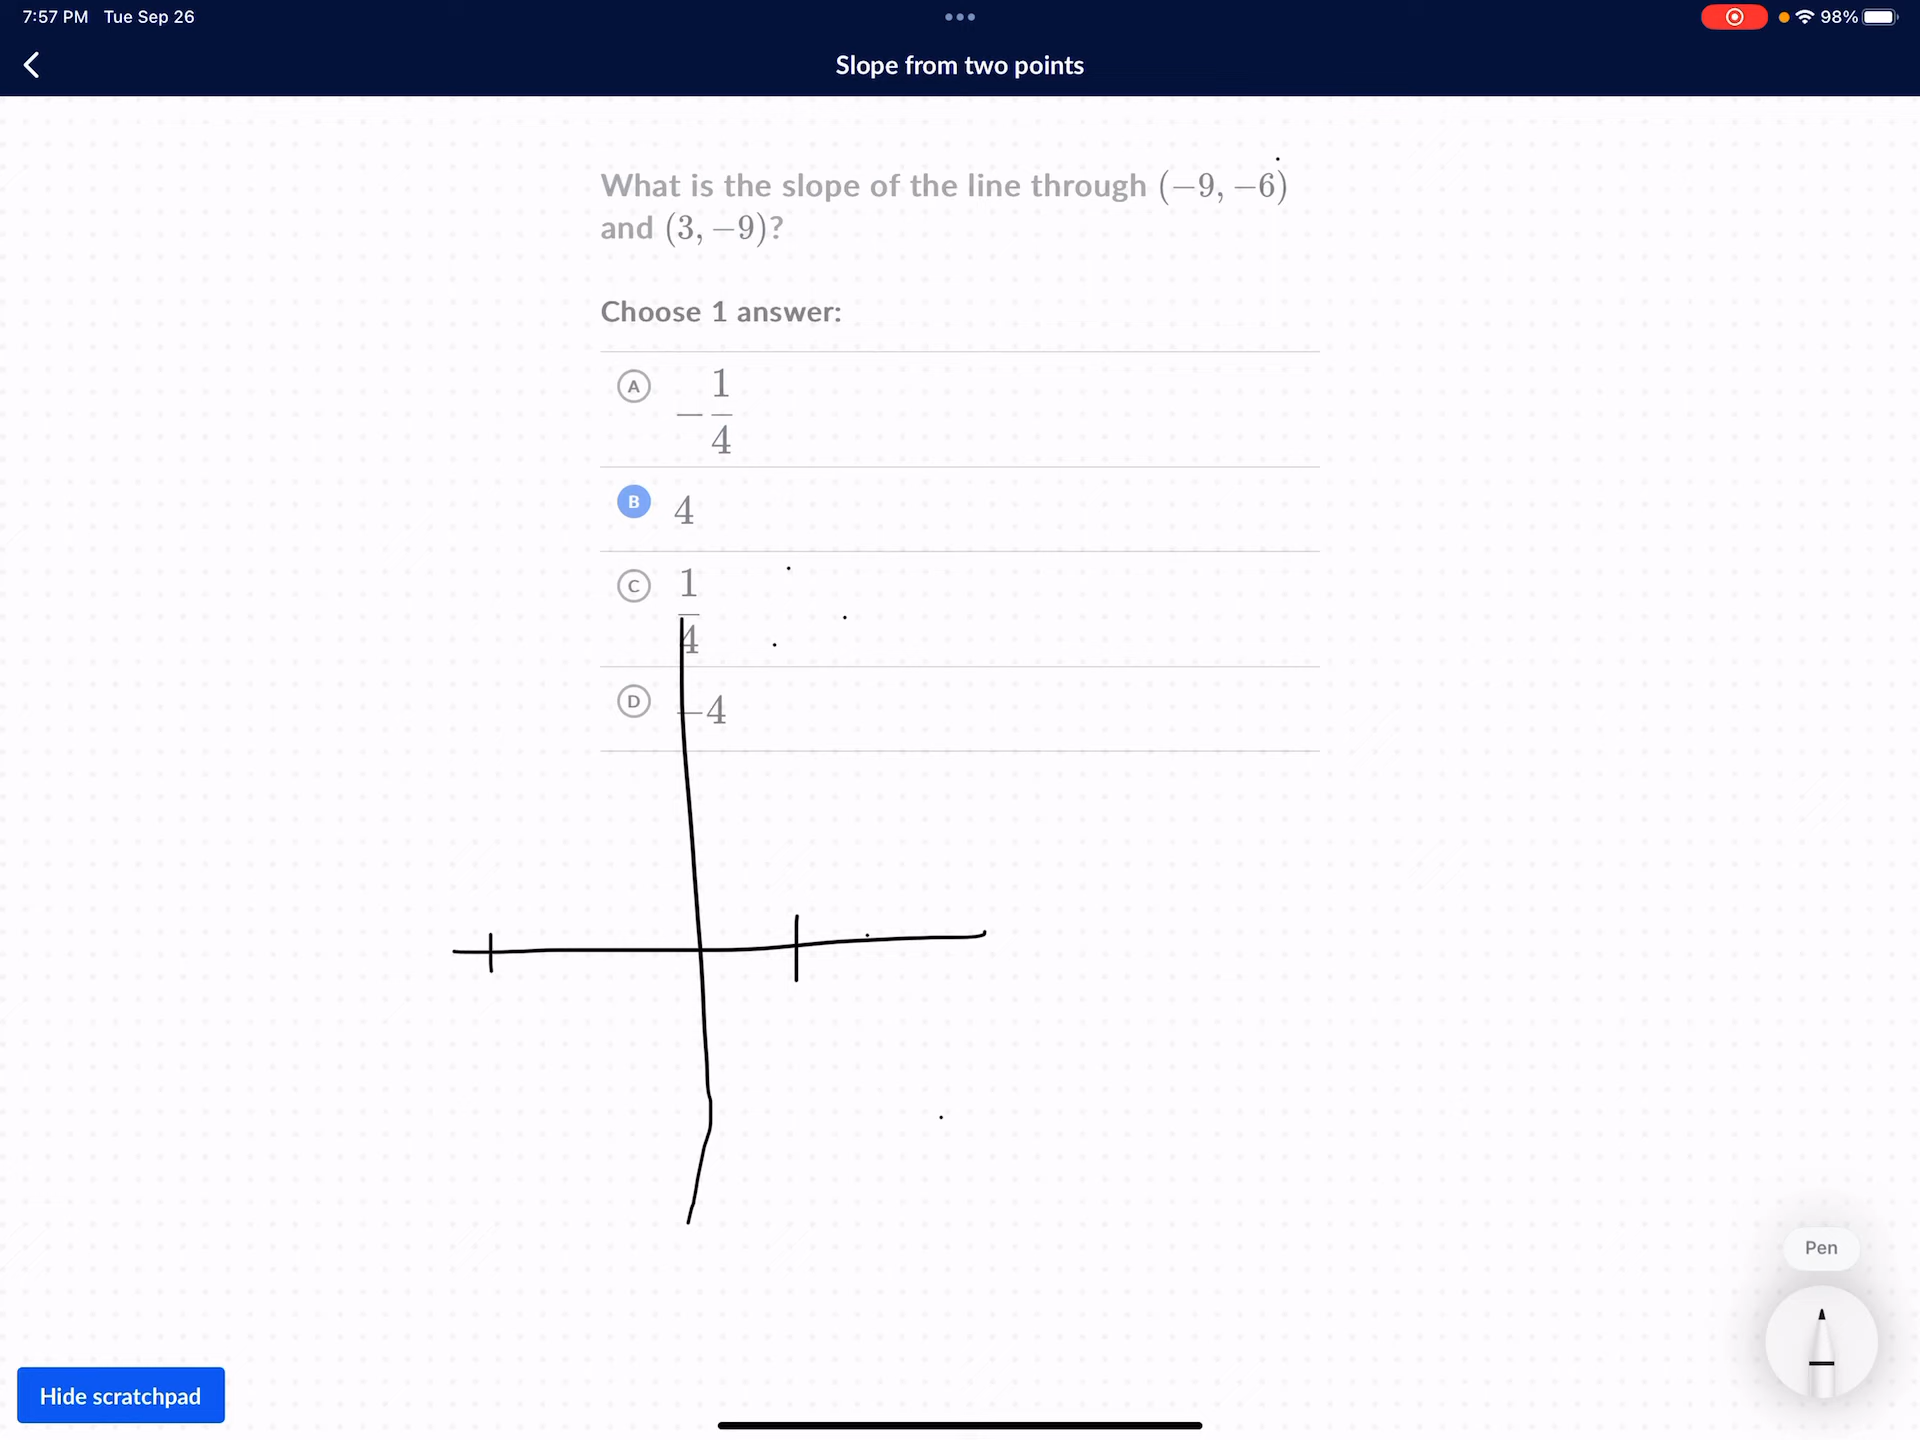 7:57 PM Tue Sep 26
98%
Slope from two points
What is the slope of the line through (−9, −6)
and (3, −9)?
Choose 1 answer:
A −1/4
B 4
C 1/4
D −4
Pen
Hide scratchpad